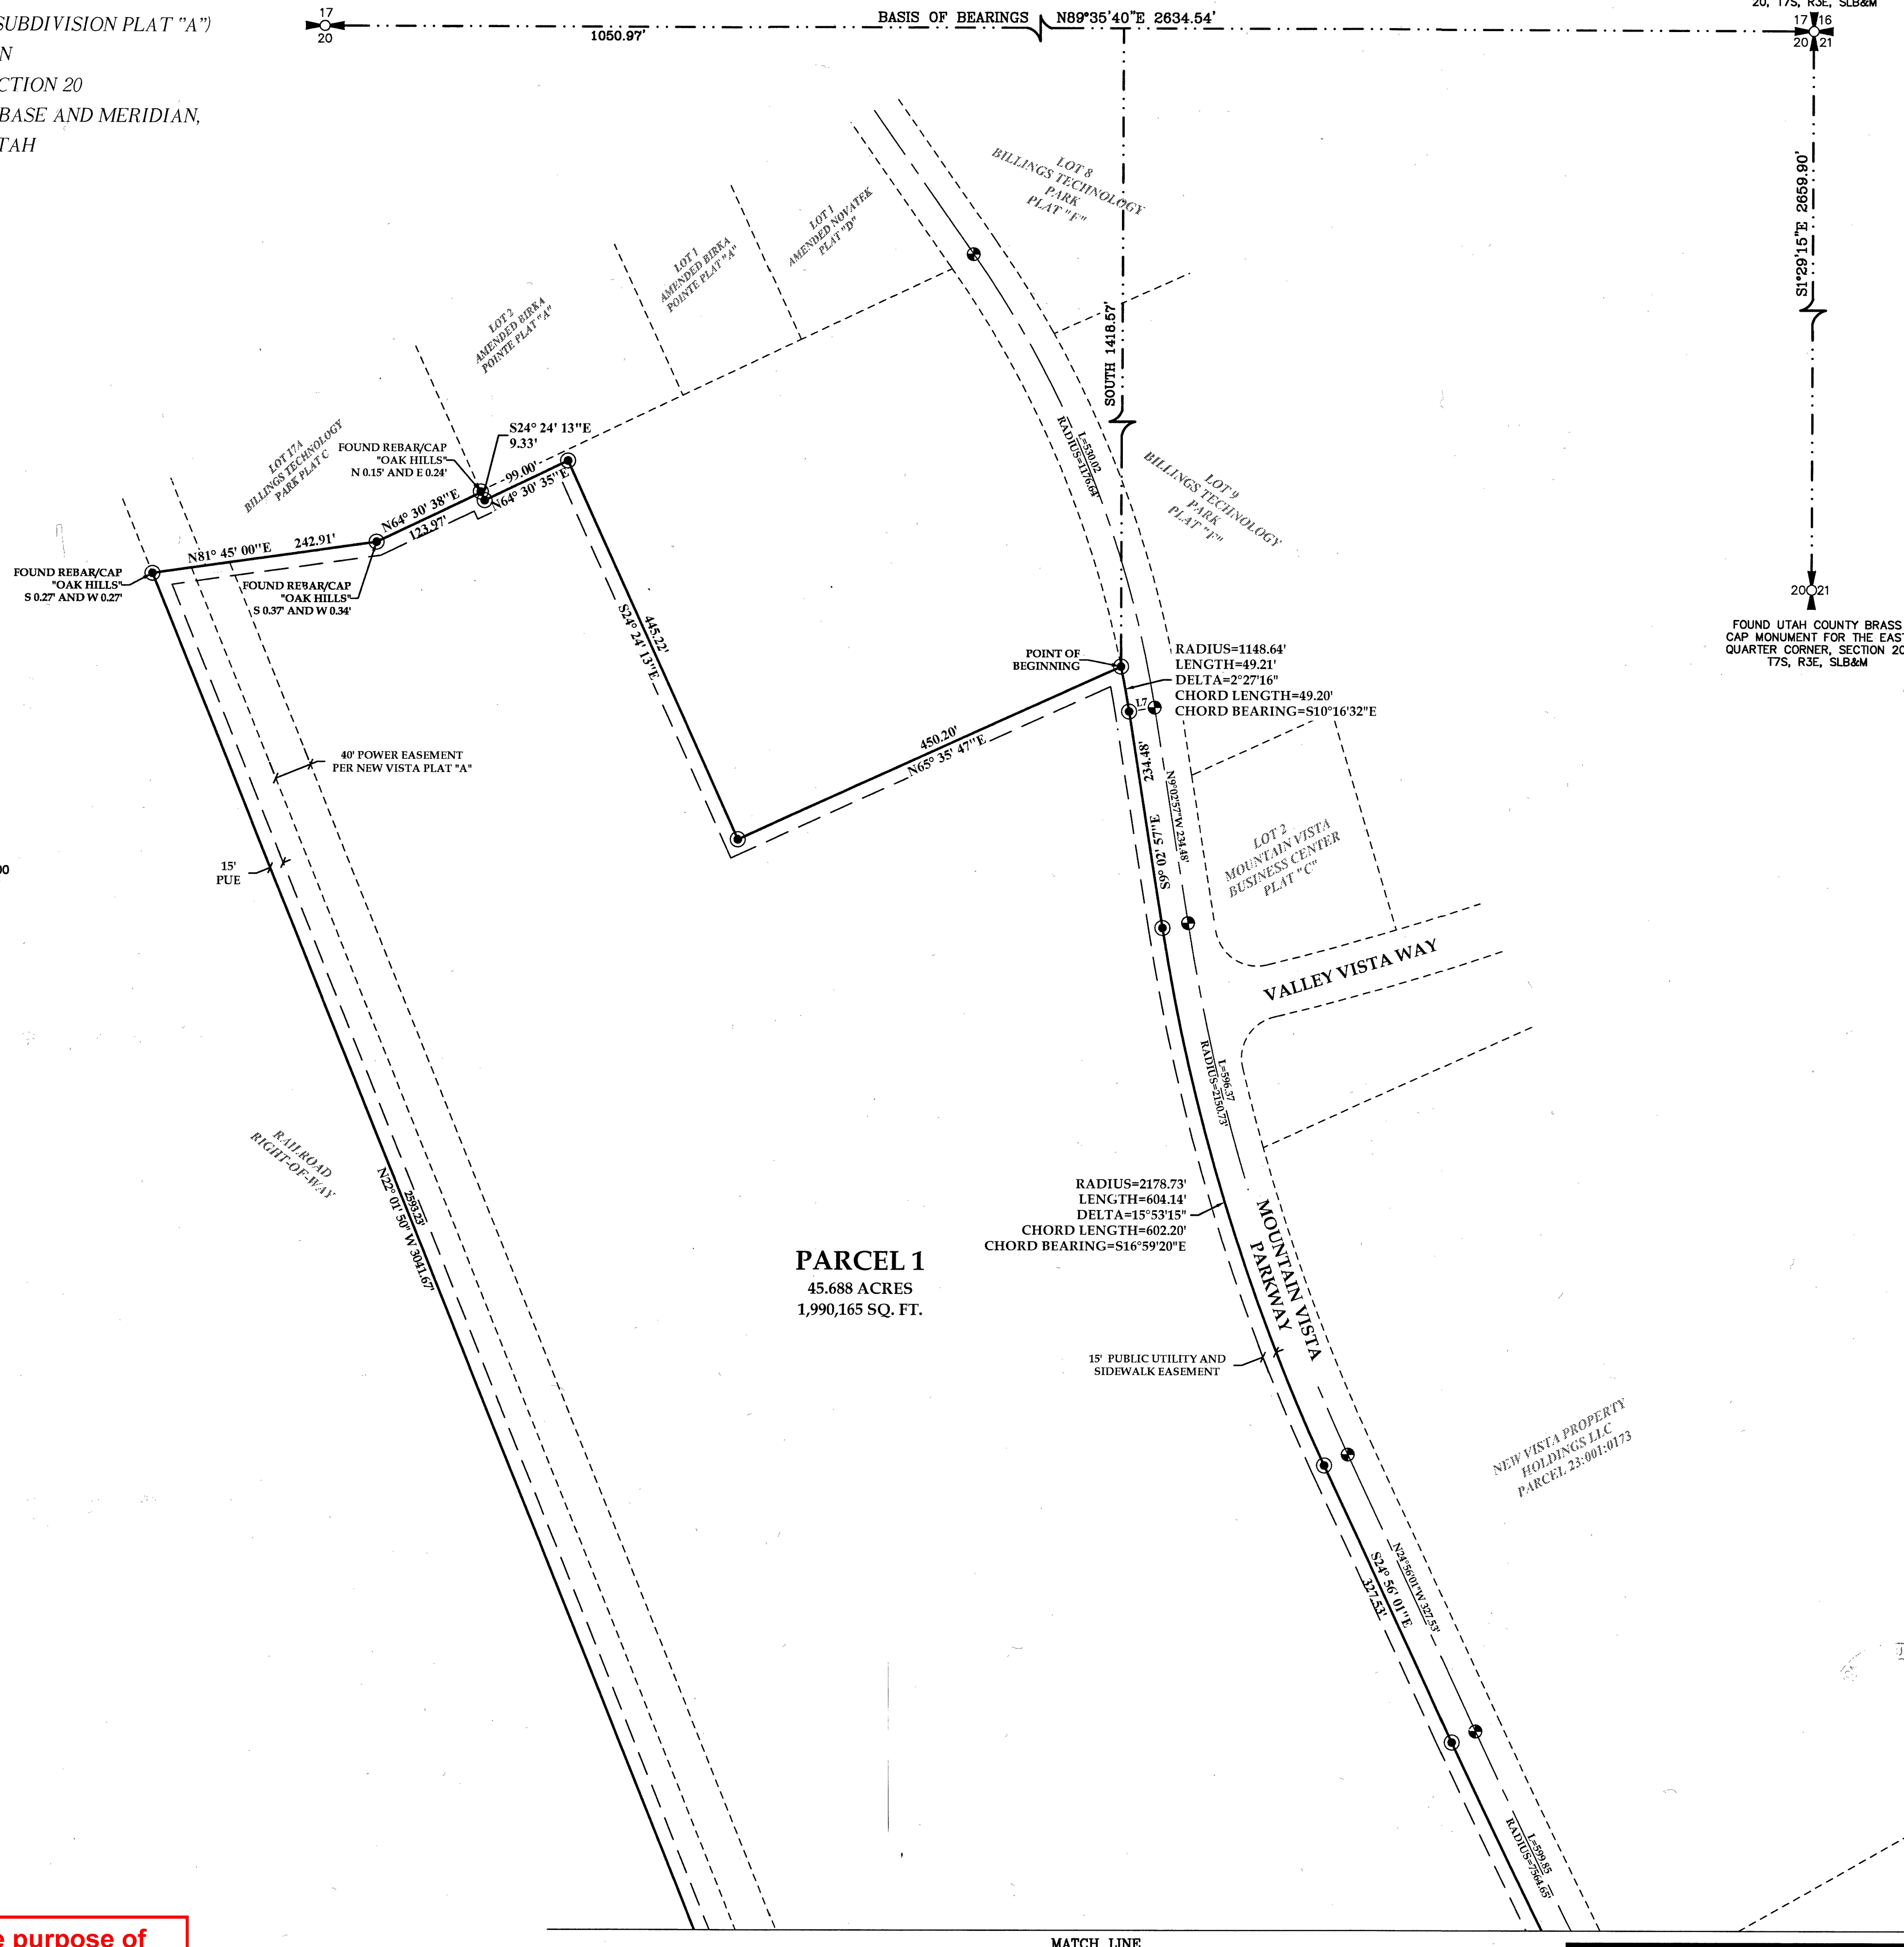 SUBDIVISION PLAT "A")
N
CTION 20
BASE AND MERIDIAN,
TAH
17
20
BASIS OF BEARINGS N89°35'40"E 2634.54'
1050.97'
20, T7S, R3E, SLB&M
17 16
20 21
S1°29'15"E 2659.90'
20 21
FOUND UTAH COUNTY BRASS
CAP MONUMENT FOR THE EAST
QUARTER CORNER, SECTION 20
T7S, R3E, SLB&M
LOT 8
BILLINGS TECHNOLOGY
PARK
PLAT "F"
LOT 1
AMENDED NOVATEK
PLAT "D"
LOT 1
AMENDED BIRKA
POINTE PLAT "A"
LOT 2
AMENDED BIRKA
POINTE PLAT "A"
LOT 17A
BILLINGS TECHNOLOGY
PARK PLAT C
SOUTH 1418.57'
L=530.02
RADIUS=1176.64'
LOT 9
BILLINGS TECHNOLOGY
PARK
PLAT "F"
S24° 24' 13"E
9.33'
FOUND REBAR/CAP
"OAK HILLS"
N 0.15' AND E 0.24'
99.00'
N64° 30' 35"E
N64° 30' 38"E
123.97'
N81° 45' 00"E 242.91'
FOUND REBAR/CAP
"OAK HILLS"
S 0.27' AND W 0.27'
FOUND REBAR/CAP
"OAK HILLS"
S 0.37' AND W 0.34'
445.22'
S24° 24' 13"E
POINT OF
BEGINNING
RADIUS=1148.64'
LENGTH=49.21'
DELTA=2°27'16"
CHORD LENGTH=49.20'
CHORD BEARING=S10°16'32"E
L7
450.20'
N65° 35' 47"E
40' POWER EASEMENT
PER NEW VISTA PLAT "A"
234.48'
S9° 02' 57"E
N9°02'57"W 234.48'
LOT 2
MOUNTAIN VISTA
BUSINESS CENTER
PLAT "C"
00
15'
PUE
VALLEY VISTA WAY
L=596.37
RADIUS=2150.73'
RAILROAD
RIGHT-OF-WAY
2593.23'
N22° 01' 50" W 3041.67'
RADIUS=2178.73'
LENGTH=604.14'
DELTA=15°53'15"
CHORD LENGTH=602.20'
CHORD BEARING=S16°59'20"E
MOUNTAIN VISTA
PARKWAY
PARCEL 1
45.688 ACRES
1,990,165 SQ. FT.
15' PUBLIC UTILITY AND
SIDEWALK EASEMENT
NEW VISTA PROPERTY
HOLDINGS LLC
PARCEL 23:001:0173
S24° 56' 01"E
327.53'
N24°56'01"W 327.53'
L=599.85
RADIUS=7564.65'
e purpose of
MATCH LINE